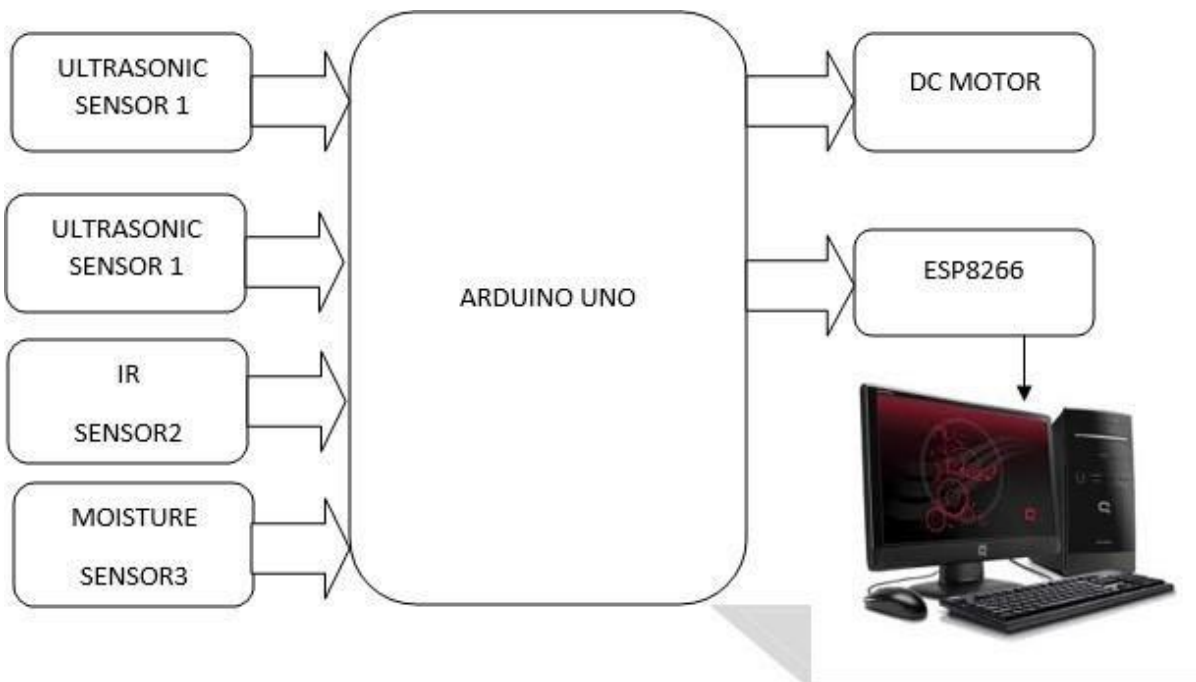 ULTRASONIC
SENSOR 1
ULTRASONIC
SENSOR 1
IR
SENSOR2
MOISTURE
SENSOR3
ARDUINO UNO
DC MOTOR
ESP8266